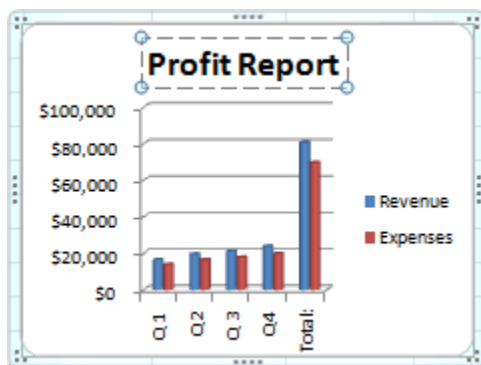 Profit Report
$100,000
$80,000
$60,000
$40,000
$20,000
$0
Q1
Q2
Q3
Q4
Total:
Revenue
Expenses